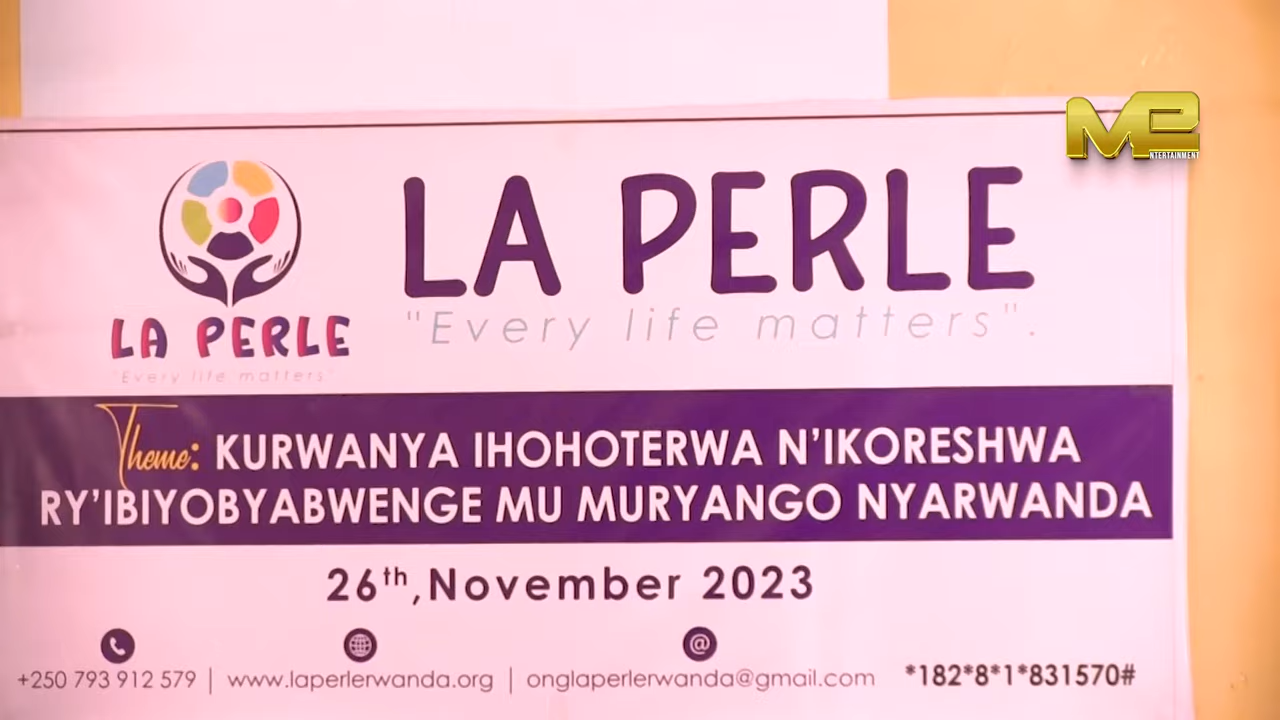 ME
NTERTAINMENT
LA PERLE
"Every life matters".
LA PERLE
"Every life matters"
Theme: KURWANYA IHOHOTERWA N'IKORESHWA
RY'IBIYOBYABWENGE MU MURYANGO NYARWANDA
26th, November 2023
+250 793 912 579 | www.laperlerwanda.org | onglaperlerwanda@gmail.com *182*8*1*831570#